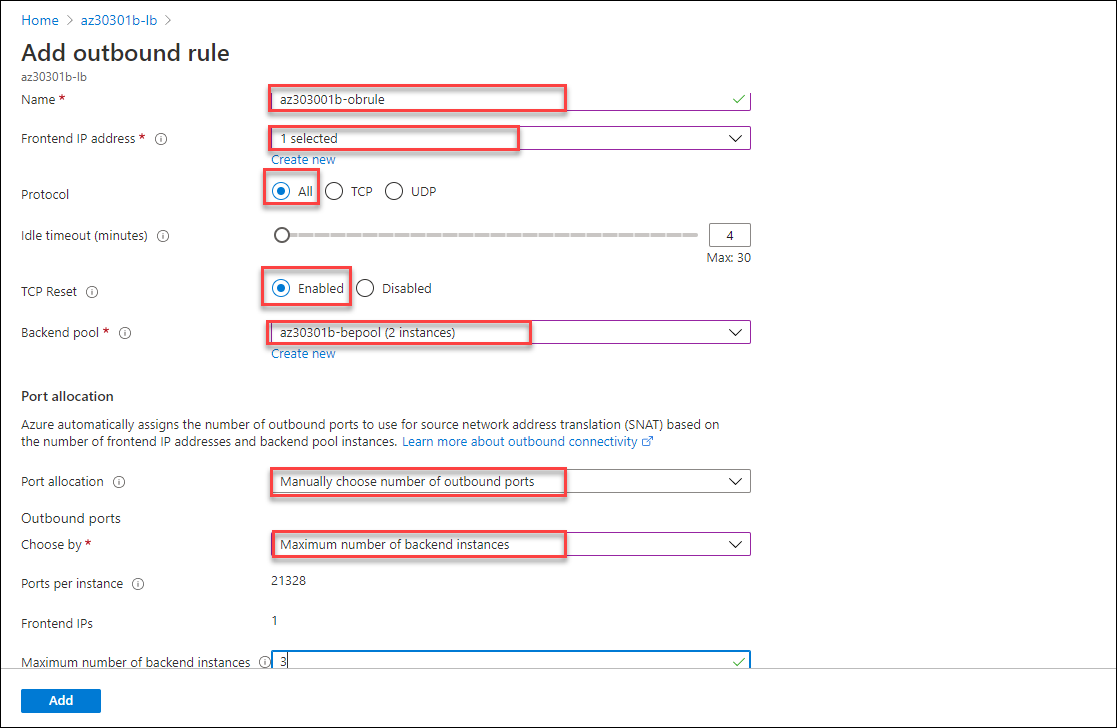 Home > az30301b-lb >
Add outbound rule
az30301b-lb
Name *
az303001b-obrule
Frontend IP address *
1 selected
Create new
Protocol
All TCP UDP
Idle timeout (minutes)
4
Max: 30
TCP Reset
Enabled Disabled
Backend pool *
az30301b-bepool (2 instances)
Create new
Port allocation
Azure automatically assigns the number of outbound ports to use for source network address translation (SNAT) based on
the number of frontend IP addresses and backend pool instances. Learn more about outbound connectivity
Port allocation
Manually choose number of outbound ports
Outbound ports
Choose by *
Maximum number of backend instances
Ports per instance
21328
Frontend IPs
1
Maximum number of backend instances
3
Add